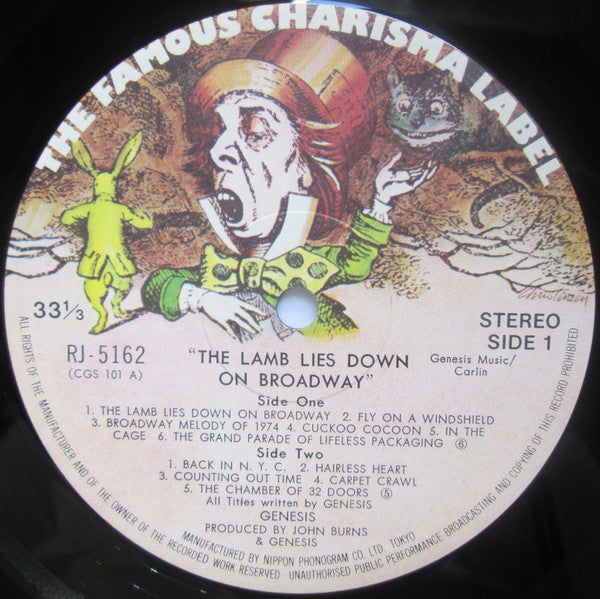 THE FAMOUS CHARISMA LABEL
33⅓
STEREO
SIDE 1
RJ-5162
(CGS 101 A)
Genesis Music/
Carlin
"THE LAMB LIES DOWN
ON BROADWAY"
Side One
1. THE LAMB LIES DOWN ON BROADWAY 2. FLY ON A WINDSHIELD
3. BROADWAY MELODY OF 1974 4. CUCKOO COCOON 5. IN THE
CAGE 6. THE GRAND PARADE OF LIFELESS PACKAGING ⑥
Side Two
1. BACK IN N. Y. C. 2. HAIRLESS HEART
3. COUNTING OUT TIME 4. CARPET CRAWL
5. THE CHAMBER OF 32 DOORS ⑤
All Titles written by GENESIS
GENESIS
PRODUCED BY JOHN BURNS
& GENESIS
MANUFACTURED BY NIPPON PHONOGRAM CO. LTD. TOKYO
ALL RIGHTS OF THE MANUFACTURER AND OF THE OWNER OF THE RECORDED WORK RESERVED · UNAUTHORISED PUBLIC PERFORMANCE BROADCASTING AND COPYING OF THIS RECORD PROHIBITED